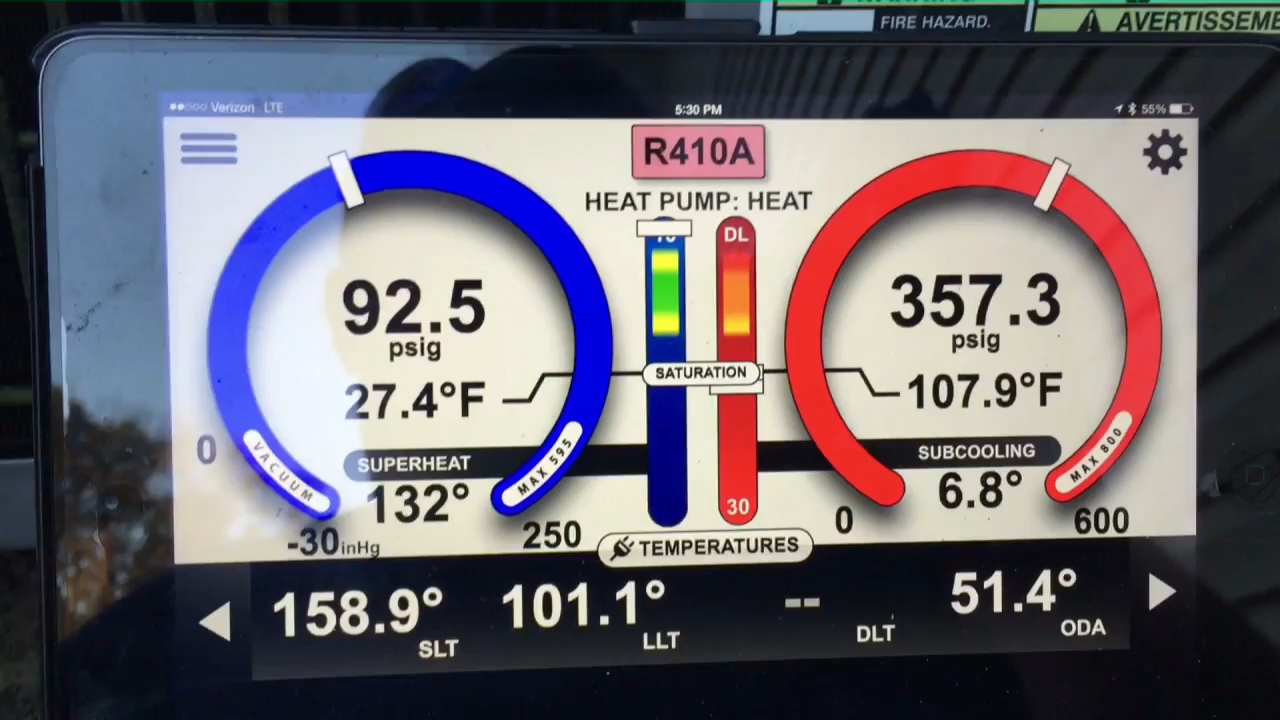 FIRE HAZARD.
AVERTISSEME
Verizon LTE
5:30 PM
55%
R410A
HEAT PUMP: HEAT
DL
92.5
psig
27.4°F
357.3
psig
107.9°F
SATURATION
0
VACUUM
SUPERHEAT
132°
MAX 595
-30inHg
250
30
SUBCOOLING
6.8°
MAX 800
0
600
TEMPERATURES
158.9°
SLT
101.1°
LLT
--
DLT
51.4°
ODA